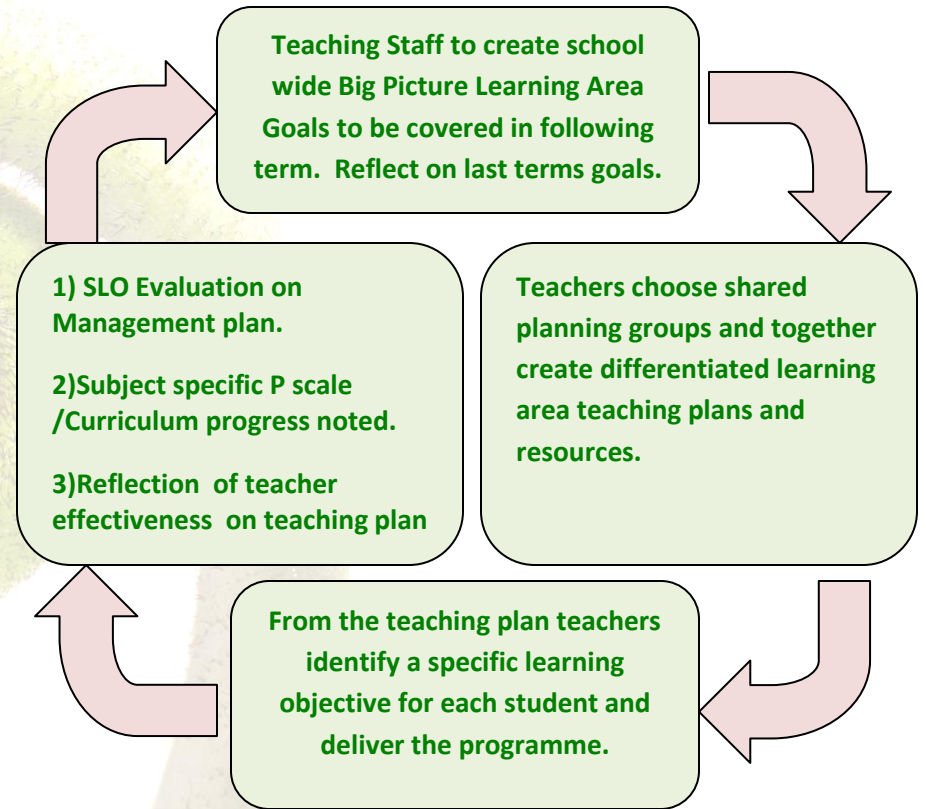 Teaching Staff to create school
wide Big Picture Learning Area
Goals to be covered in following
term.  Reflect on last terms goals.
1) SLO Evaluation on
Management plan.
2)Subject specific P scale
/Curriculum progress noted.
3)Reflection  of teacher
effectiveness  on teaching plan
Teachers choose shared
planning groups and together
create differentiated learning
area teaching plans and
resources.
From the teaching plan teachers
identify a specific learning
objective for each student and
deliver the programme.